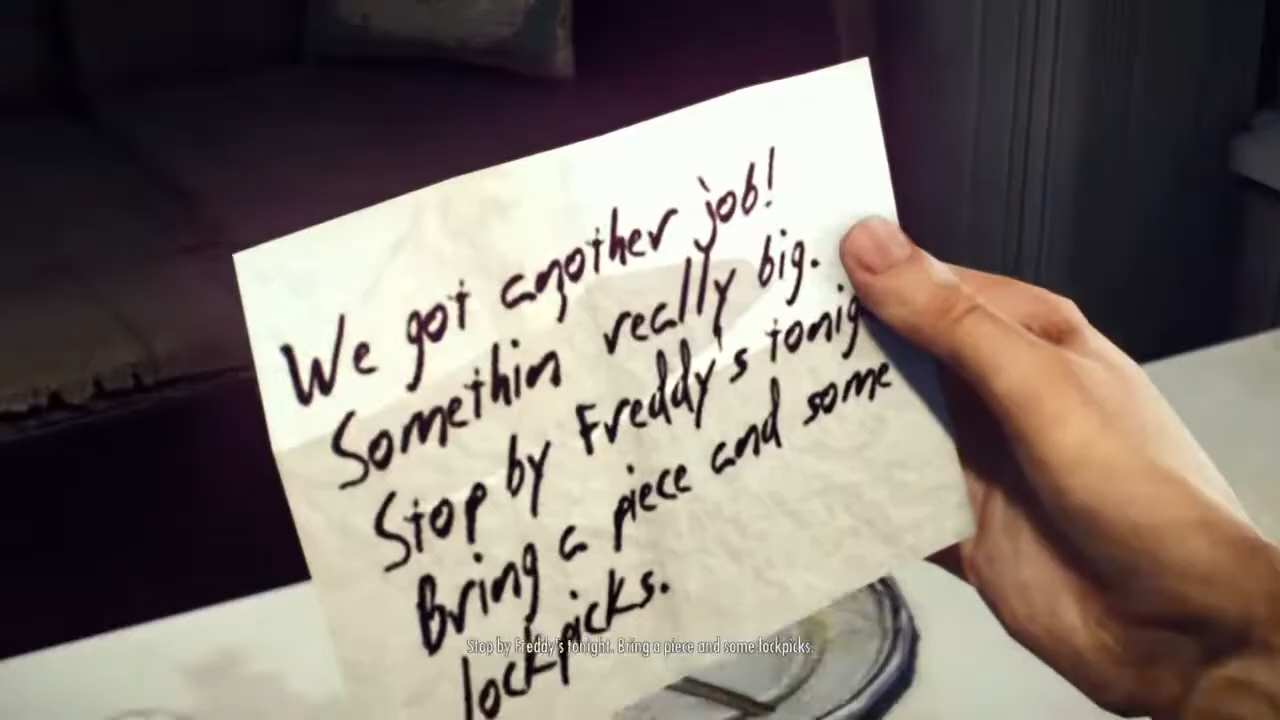 We got another job!
Somethin really big.
Stop by Freddy's tonig
Bring a piece and some
lockpicks.
Stop by Freddy's tonight. Bring a piece and some lockpicks.